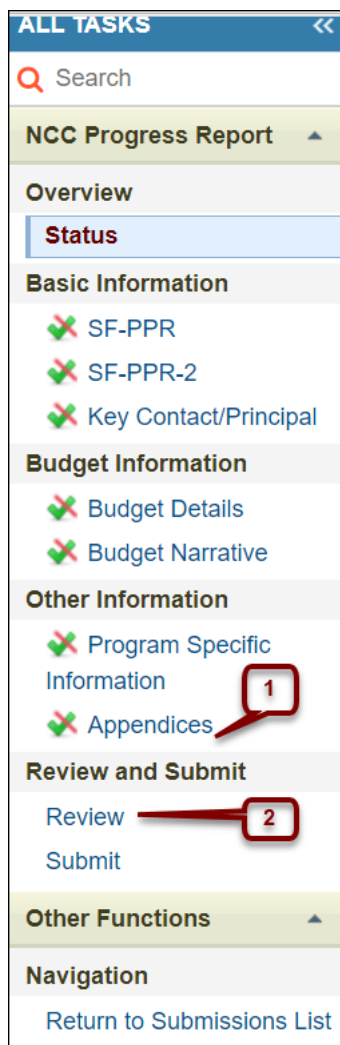 ALL TASKS «
Search
NCC Progress Report
Overview
Status
Basic Information
SF-PPR
SF-PPR-2
Key Contact/Principal
Budget Information
Budget Details
Budget Narrative
Other Information
Program Specific
Information
1
Appendices
Review and Submit
Review
2
Submit
Other Functions
Navigation
Return to Submissions List